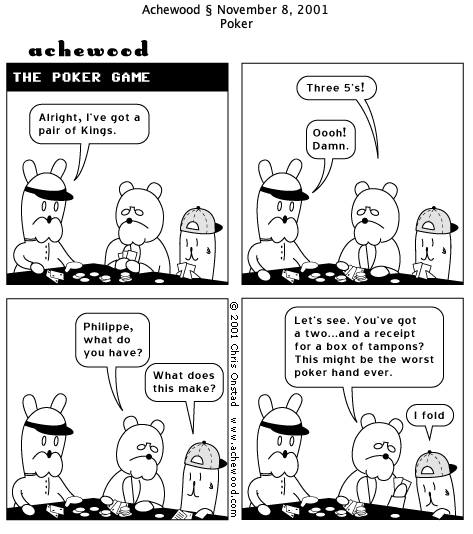 Achewood § November 8, 2001
Poker
achewood
THE POKER GAME
Alright, I've got a
pair of Kings.
Three 5's!
Oooh!
Damn.
Philippe,
what do
you have?
What does
this make?
© 2001 Chris Onstad www.achewood.com
Let's see. You've got
a two...and a receipt
for a box of tampons?
This might be the worst
poker hand ever.
I fold